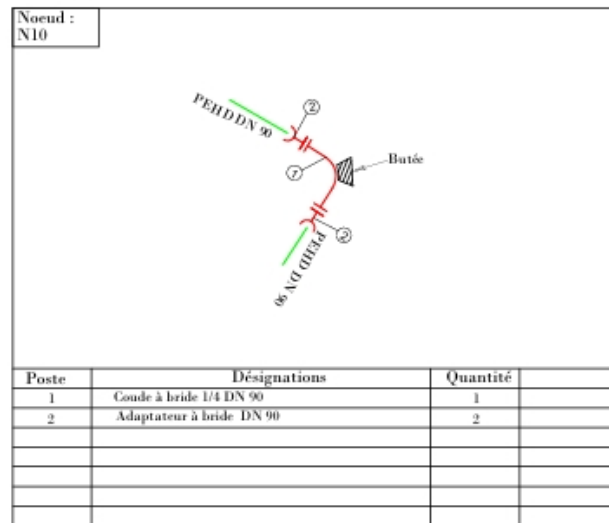 Noeud :
N10
PEHD DN 90
2
1
Butée
2
PEHD DN 90
Poste Désignations Quantité
1 Coude à bride 1/4 DN 90 1
2 Adaptateur à bride DN 90 2